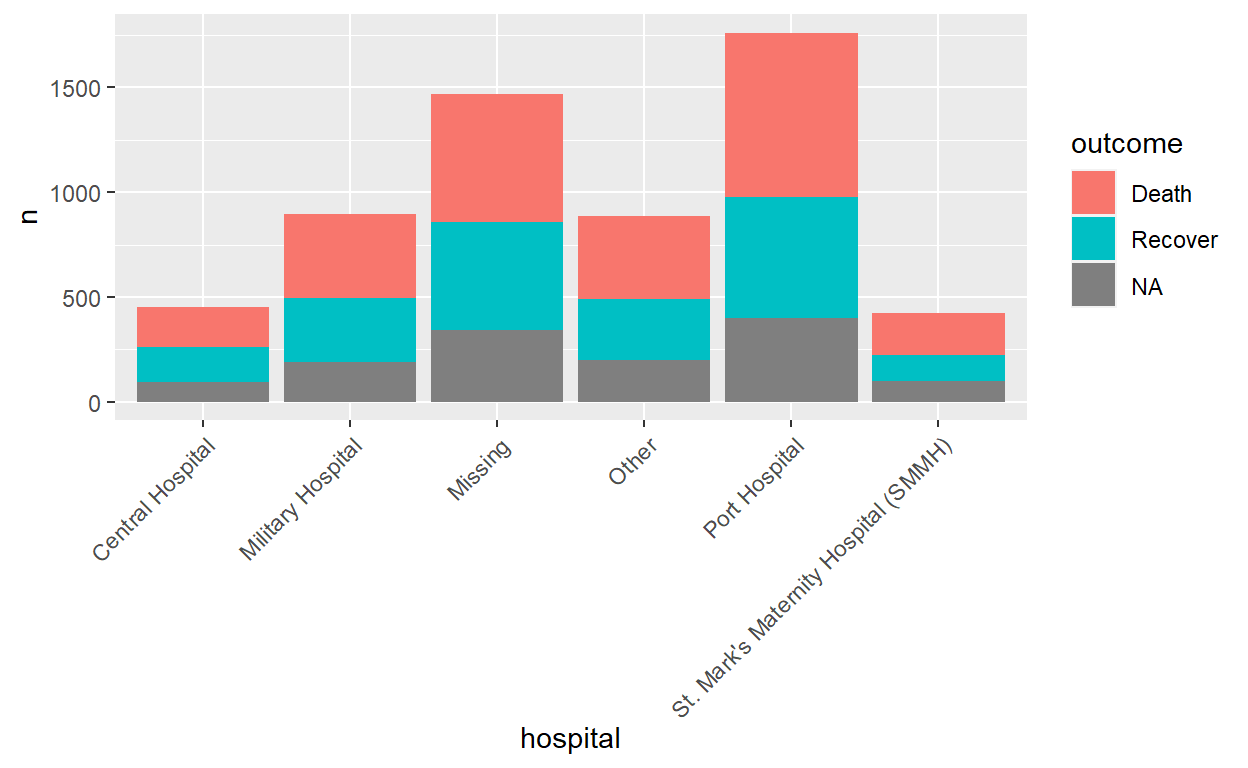 1500
1000
500
0
n
Central Hospital
Military Hospital
Missing
Other
Port Hospital
St. Mark's Maternity Hospital (SMMH)
hospital
outcome
Death
Recover
NA